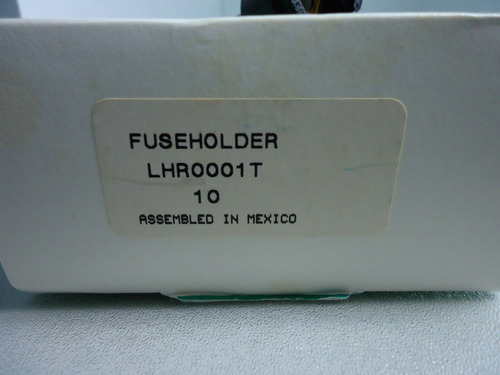 FUSEHOLDER
LHR0001T
10
ASSEMBLED IN MEXICO